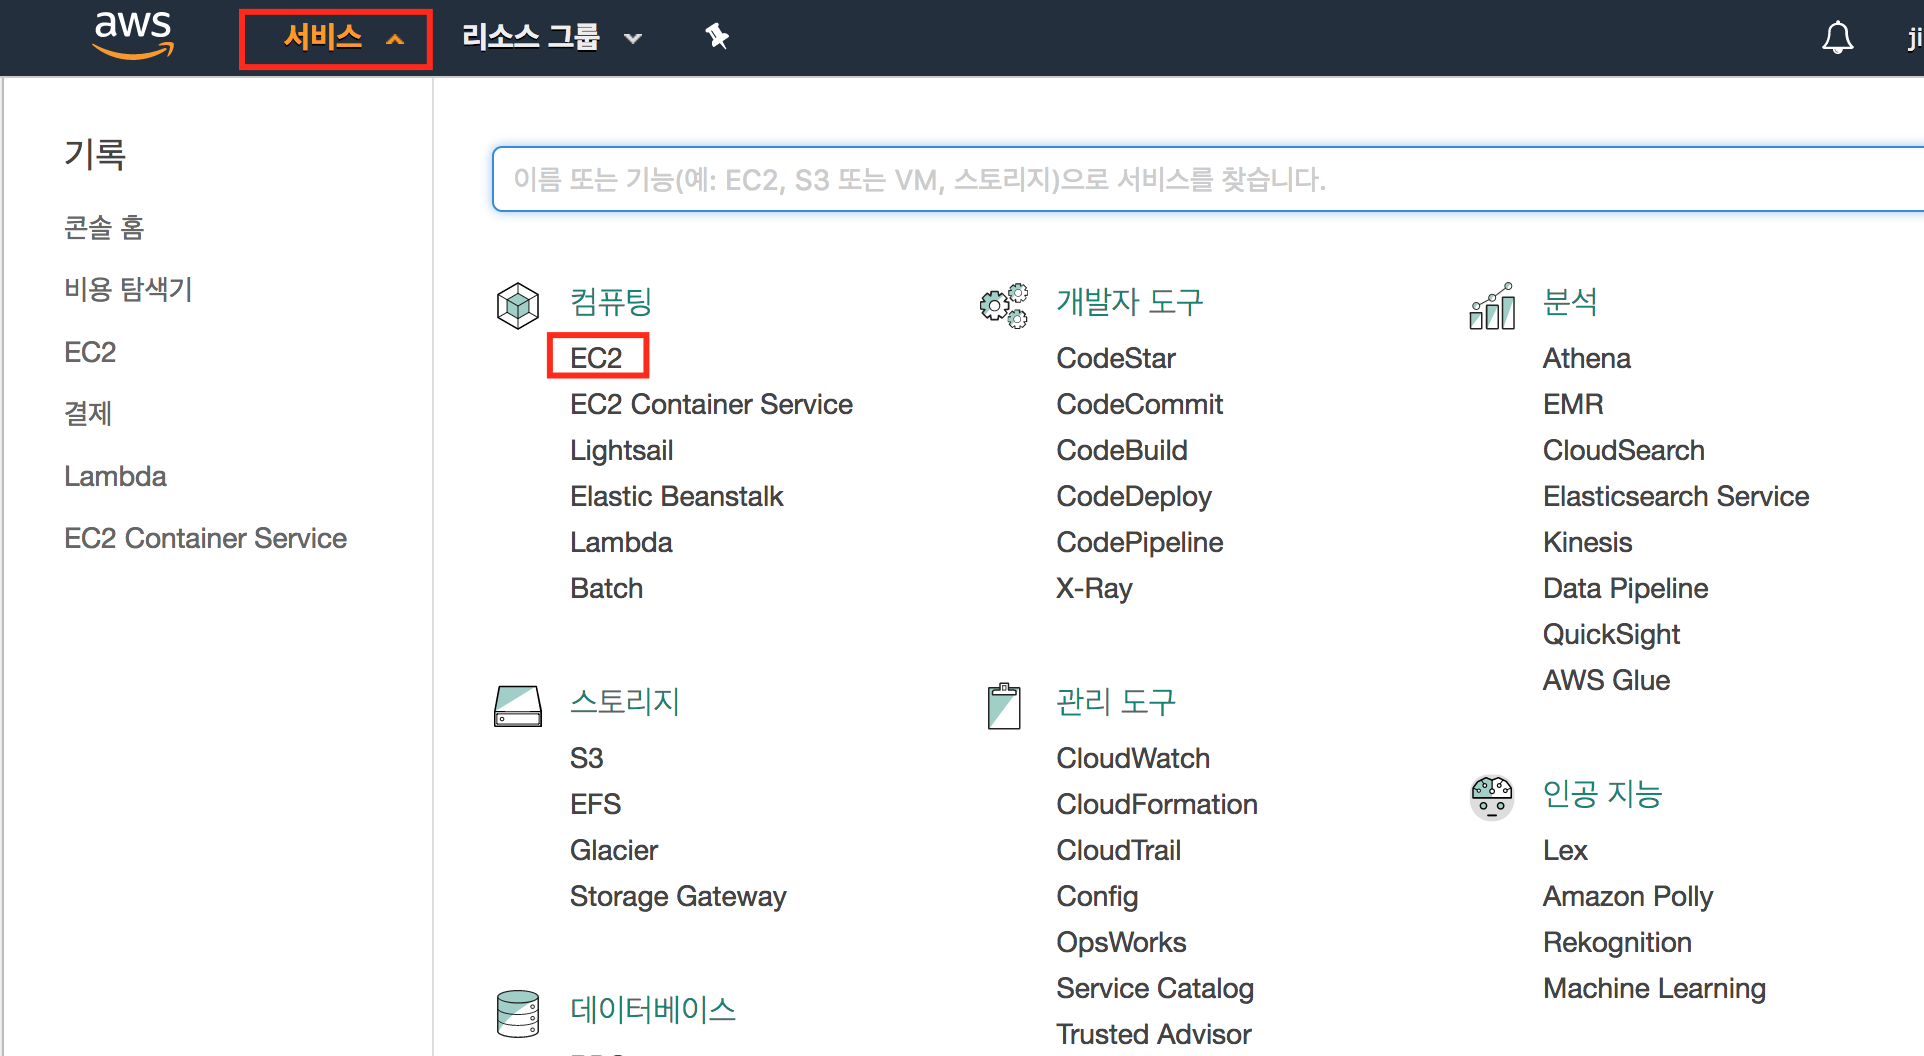 aws
서비스
리소스 그룹
기록
콘솔 홈
비용 탐색기
EC2
결제
Lambda
EC2 Container Service
이름 또는 기능(예: EC2, S3 또는 VM, 스토리지)으로 서비스를 찾습니다.
컴퓨팅
EC2
EC2 Container Service
Lightsail
Elastic Beanstalk
Lambda
Batch
스토리지
S3
EFS
Glacier
Storage Gateway
데이터베이스
개발자 도구
CodeStar
CodeCommit
CodeBuild
CodeDeploy
CodePipeline
X-Ray
관리 도구
CloudWatch
CloudFormation
CloudTrail
Config
OpsWorks
Service Catalog
Trusted Advisor
분석
Athena
EMR
CloudSearch
Elasticsearch Service
Kinesis
Data Pipeline
QuickSight
AWS Glue
인공 지능
Lex
Amazon Polly
Rekognition
Machine Learning